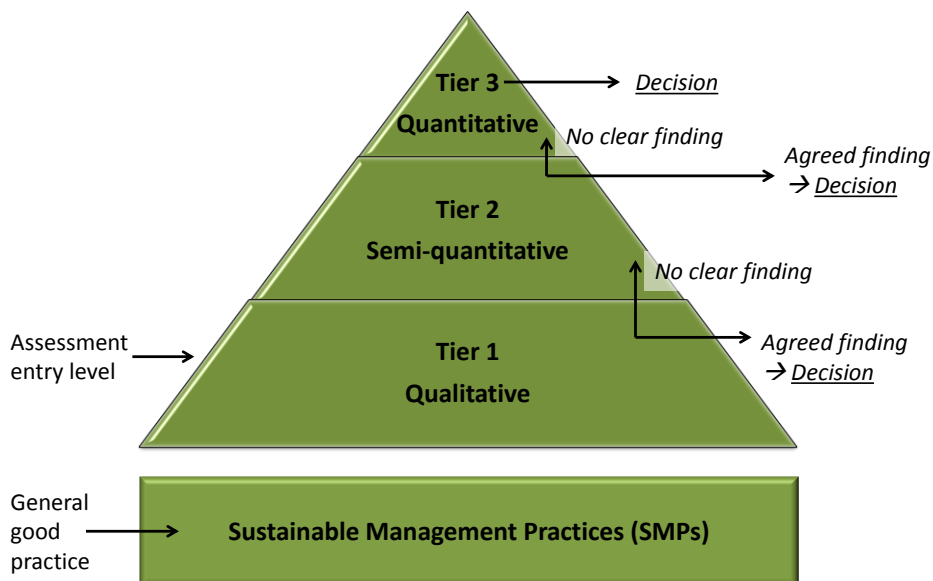 Tier 3
Quantitative
Decision
No clear finding
Agreed finding
→ Decision
Tier 2
Semi-quantitative
No clear finding
Assessment
entry level
Tier 1
Qualitative
Agreed finding
→ Decision
General
good
practice
Sustainable Management Practices (SMPs)